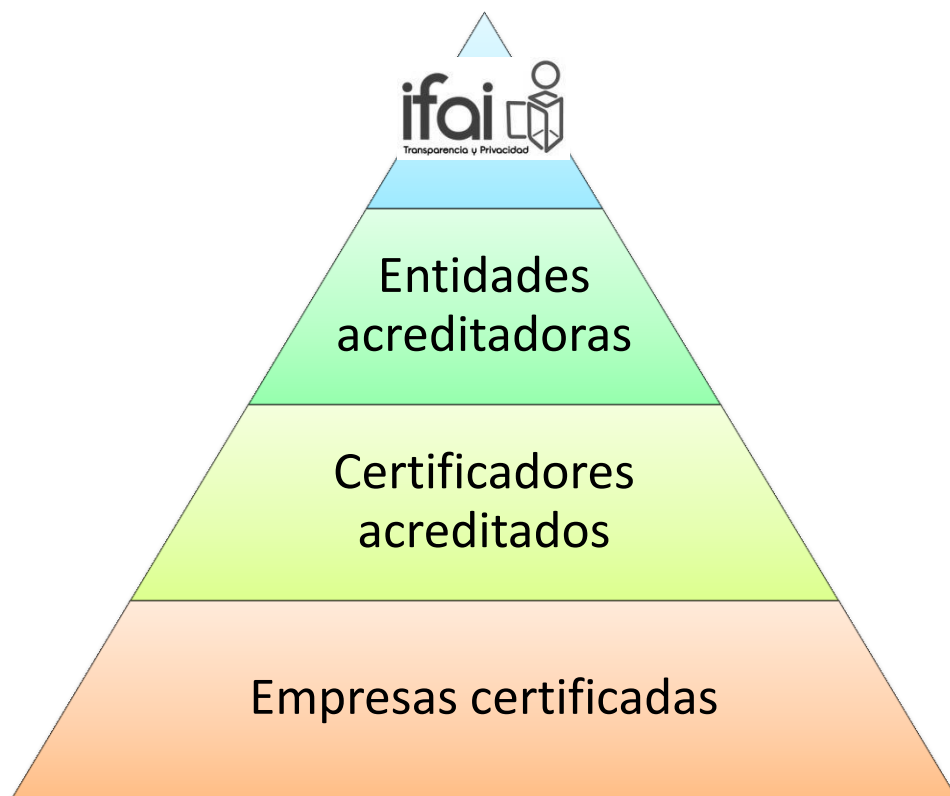 ifai
Transparencia y Privacidad
Entidades
acreditadoras
Certificadores
acreditados
Empresas certificadas